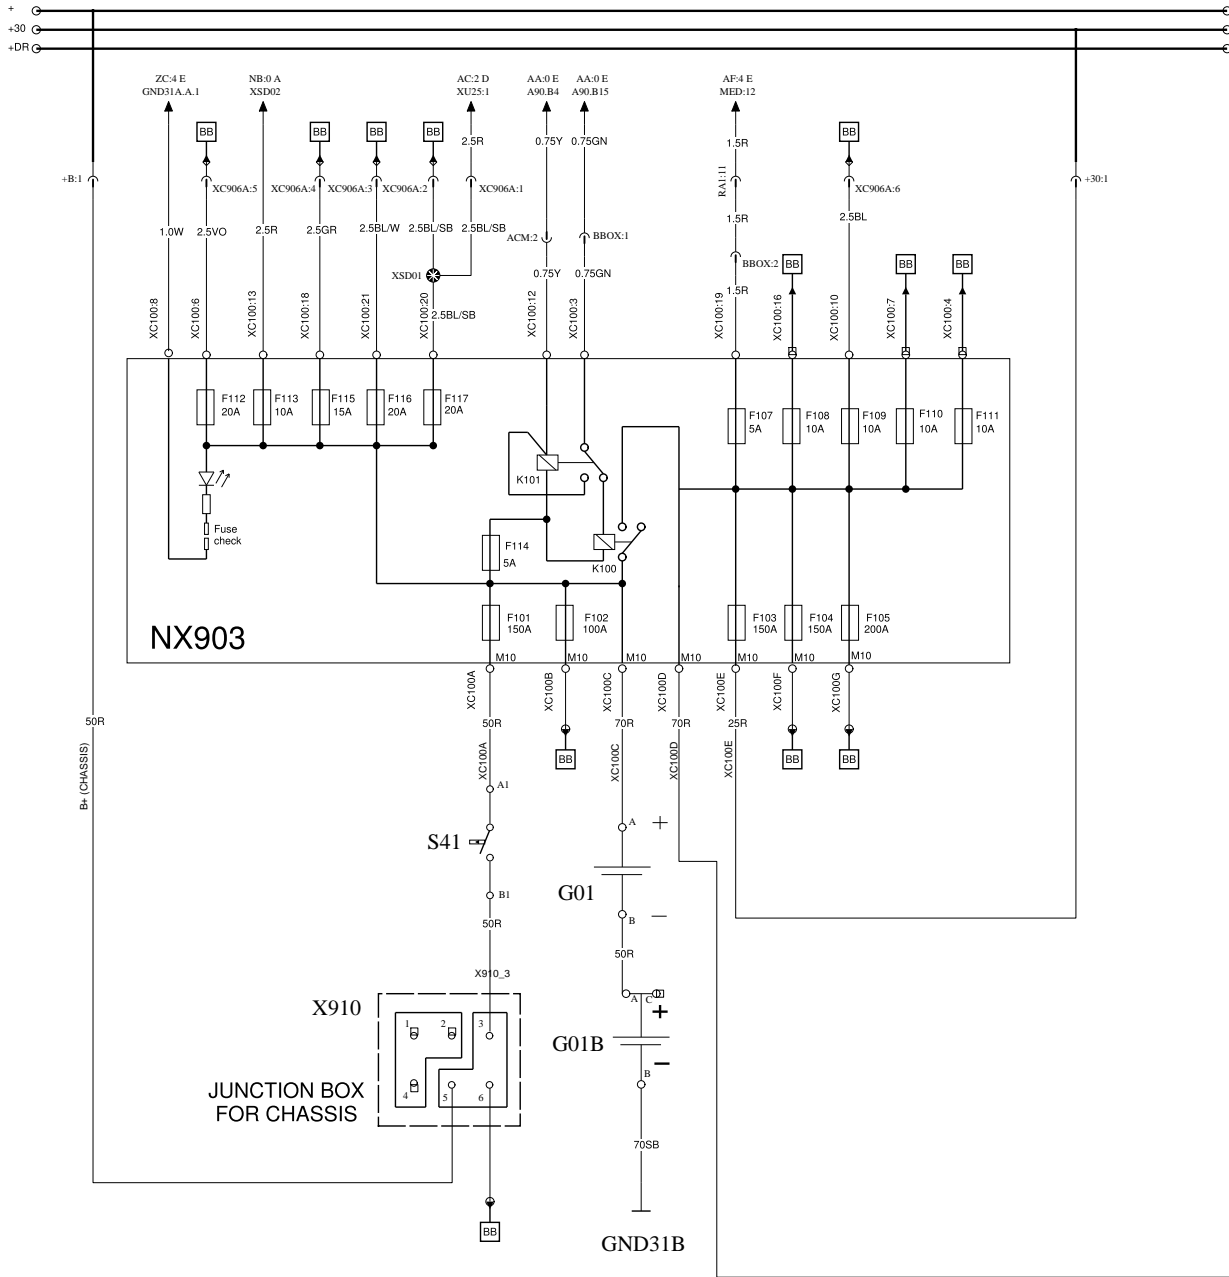 +
+30
+DR
ZC:4 E
GND31A.A.1
NB:0 A
XSD02
AC:2 D
XU25:1
AA:0 E
A90.B4
AA:0 E
A90.B15
AF:4 E
MED:12
BB
BB
BB
BB
BB
2.5R
0.75Y
0.75GN
1.5R
+B:1
XC906A:5
XC906A:4
XC906A:3
XC906A:2
XC906A:1
RA1:11
XC906A:6
+30:1
1.0W
2.5VO
2.5R
2.5GR
2.5BL/W
2.5BL/SB
2.5BL/SB
ACM:2
BBOX:1
1.5R
2.5BL
XSD01
0.75Y
0.75GN
BBOX:2
BB
BB
BB
1.5R
2.5BL/SB
XC100:8
XC100:6
XC100:13
XC100:18
XC100:21
XC100:20
XC100:12
XC100:3
XC100:19
XC100:16
XC100:10
XC100:7
XC100:4
F112
20A
F113
10A
F115
15A
F116
20A
F117
20A
F107
5A
F108
10A
F109
10A
F110
10A
F111
10A
K101
Fuse
check
F114
5A
K100
NX903
F101
150A
F102
100A
F103
150A
F104
150A
F105
200A
M10
M10
M10
M10
M10
M10
M10
XC100A
XC100B
XC100C
XC100D
XC100E
XC100F
XC100G
50R
50R
70R
70R
25R
B+ (CHASSIS)
XC100A
BB
XC100C
XC100D
XC100E
BB
BB
A1
S41
A
+
G01
B1
B
–
50R
50R
X910_3
X910
A
C
+
1
2
3
G01B
–
B
JUNCTION BOX
FOR CHASSIS
4
5
6
70SB
BB
GND31B